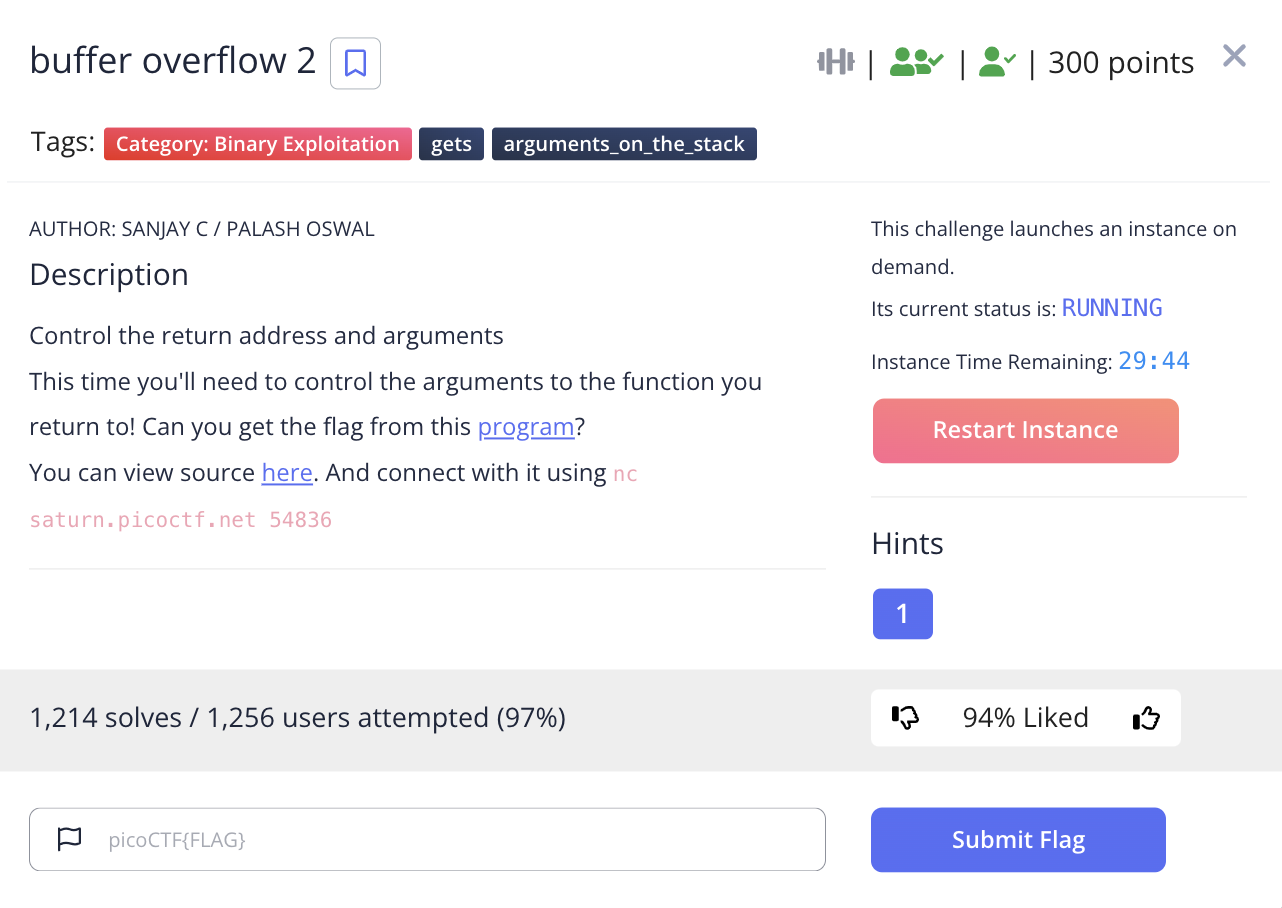 buffer overflow 2
| | | 300 points
Tags: Category: Binary Exploitation gets arguments_on_the_stack
AUTHOR: SANJAY C / PALASH OSWAL
Description
Control the return address and arguments
This time you'll need to control the arguments to the function you
return to! Can you get the flag from this program?
You can view source here. And connect with it using nc
saturn.picoctf.net 54836
This challenge launches an instance on
demand.
Its current status is: RUNNING
Instance Time Remaining: 29:44
Restart Instance
Hints
1
1,214 solves / 1,256 users attempted (97%)
94% Liked
picoCTF{FLAG}
Submit Flag